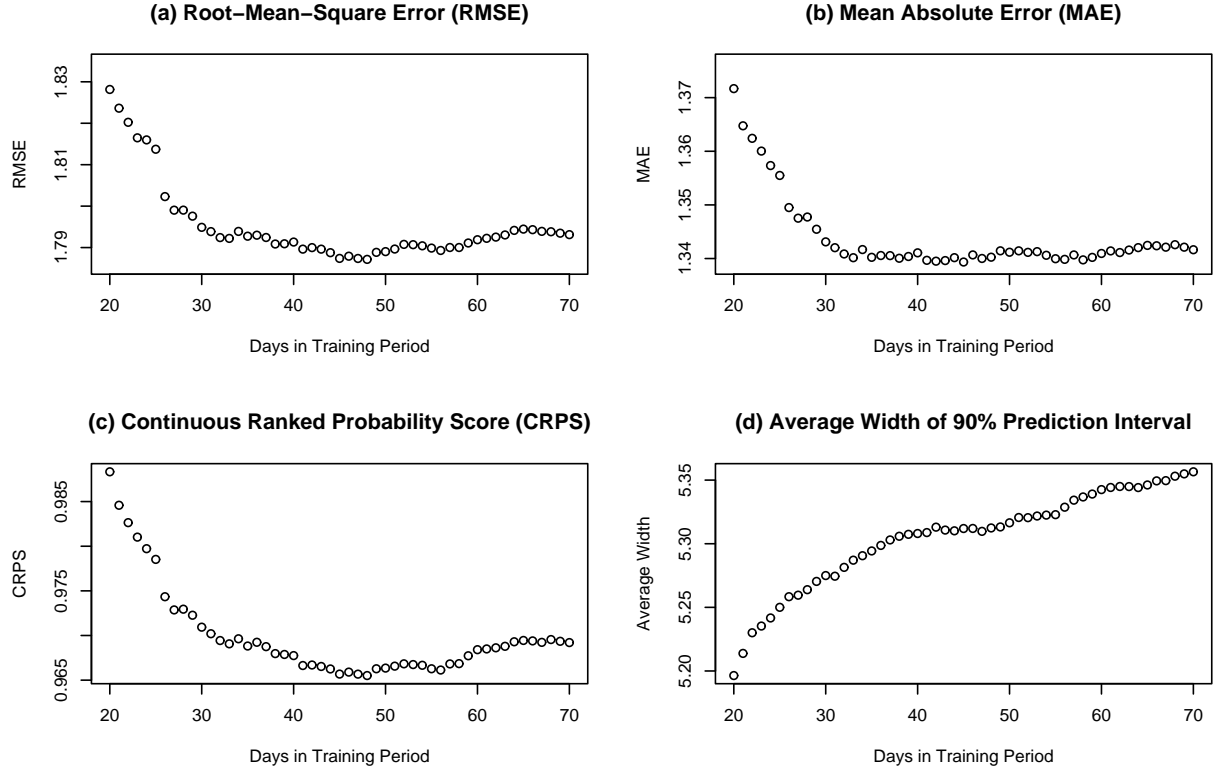 (a) Root−Mean−Square Error (RMSE)
RMSE
1.83
1.81
1.79
20 30 40 50 60 70
Days in Training Period
(b) Mean Absolute Error (MAE)
MAE
1.37
1.36
1.35
1.34
20 30 40 50 60 70
Days in Training Period
(c) Continuous Ranked Probability Score (CRPS)
CRPS
0.985
0.975
0.965
20 30 40 50 60 70
Days in Training Period
(d) Average Width of 90% Prediction Interval
Average Width
5.35
5.30
5.25
5.20
20 30 40 50 60 70
Days in Training Period